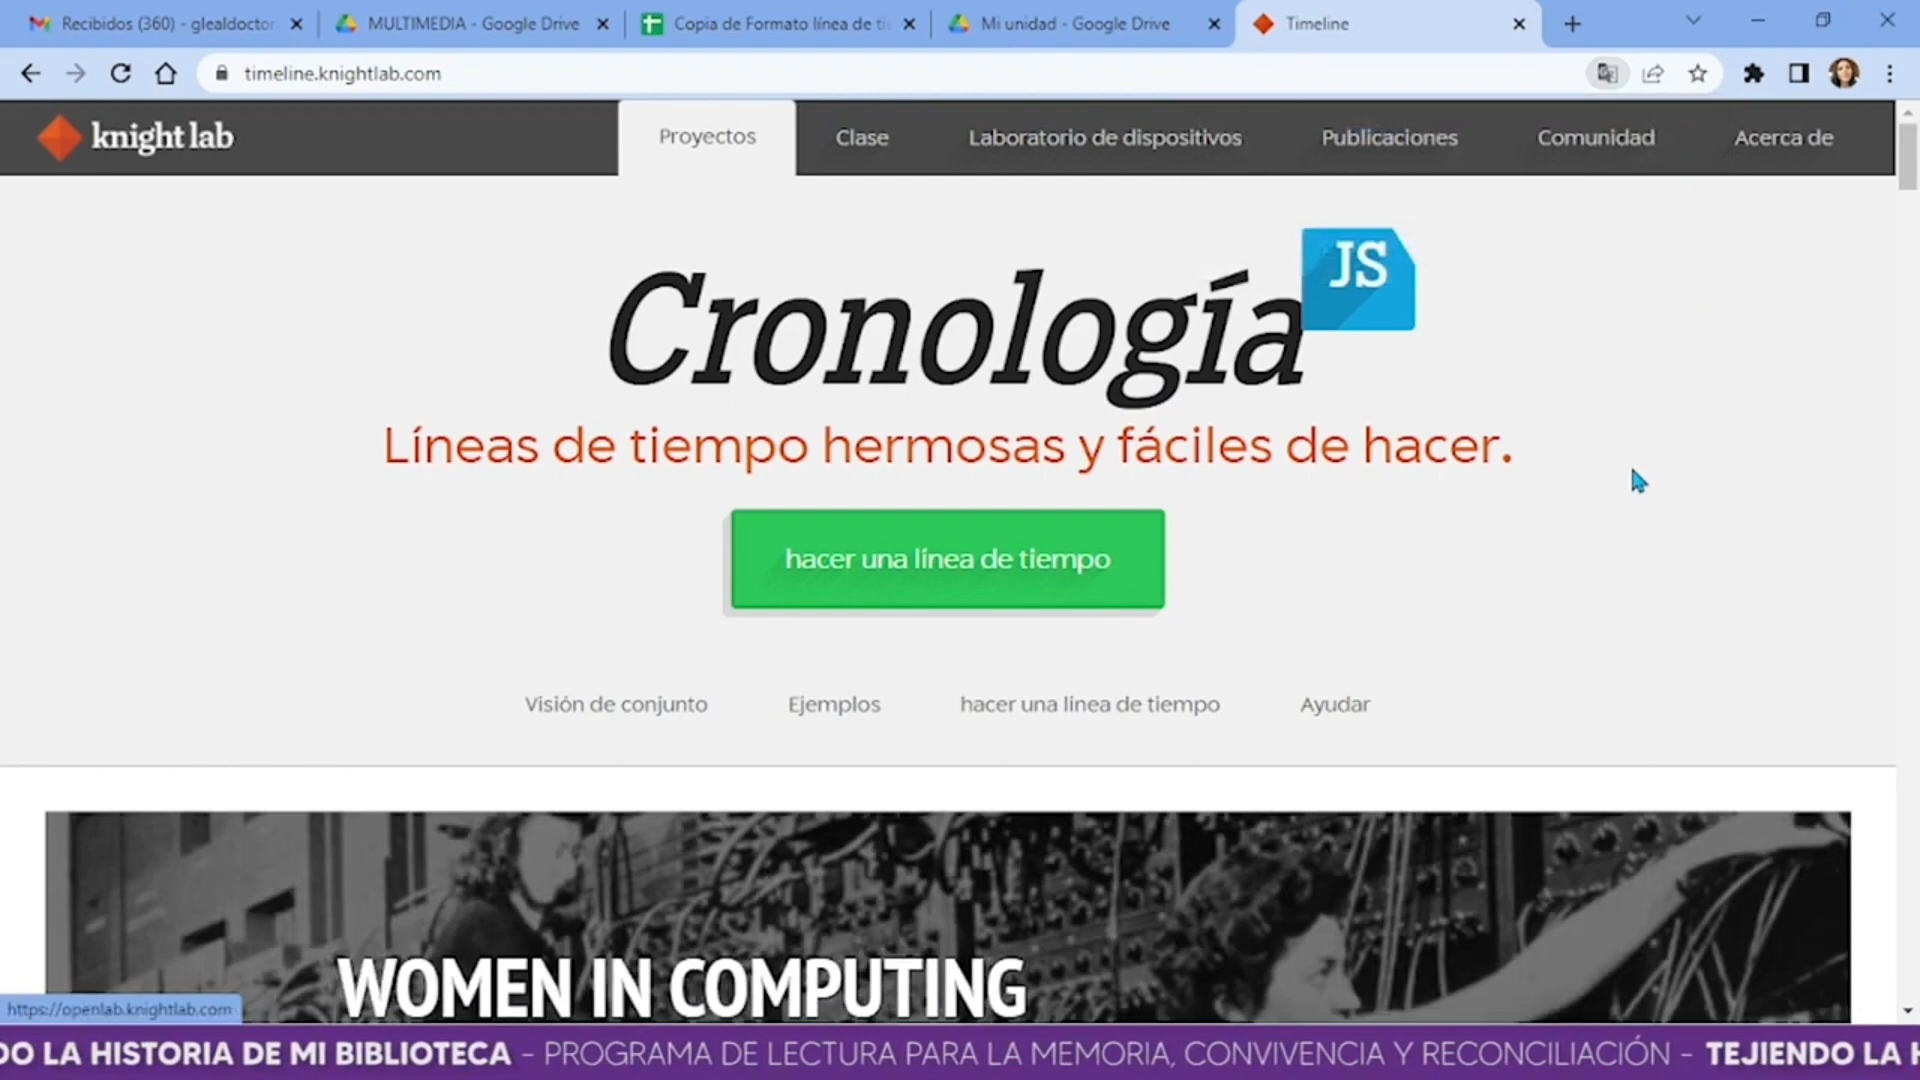 Recibidos (360) - glealdoctor
MULTIMEDIA - Google Drive
Copia de Formato línea de ti
Mi unidad - Google Drive
Timeline
timeline.knightlab.com
knight lab
Proyectos
Clase
Laboratorio de dispositivos
Publicaciones
Comunidad
Acerca de
Cronología
JS
Líneas de tiempo hermosas y fáciles de hacer.
hacer una línea de tiempo
Visión de conjunto
Ejemplos
hacer una línea de tiempo
Ayudar
WOMEN IN COMPUTING
https://openlab.knightlab.com
DO LA HISTORIA DE MI BIBLIOTECA - PROGRAMA DE LECTURA PARA LA MEMORIA, CONVIVENCIA Y RECONCILIACIÓN - TEJIENDO LA H